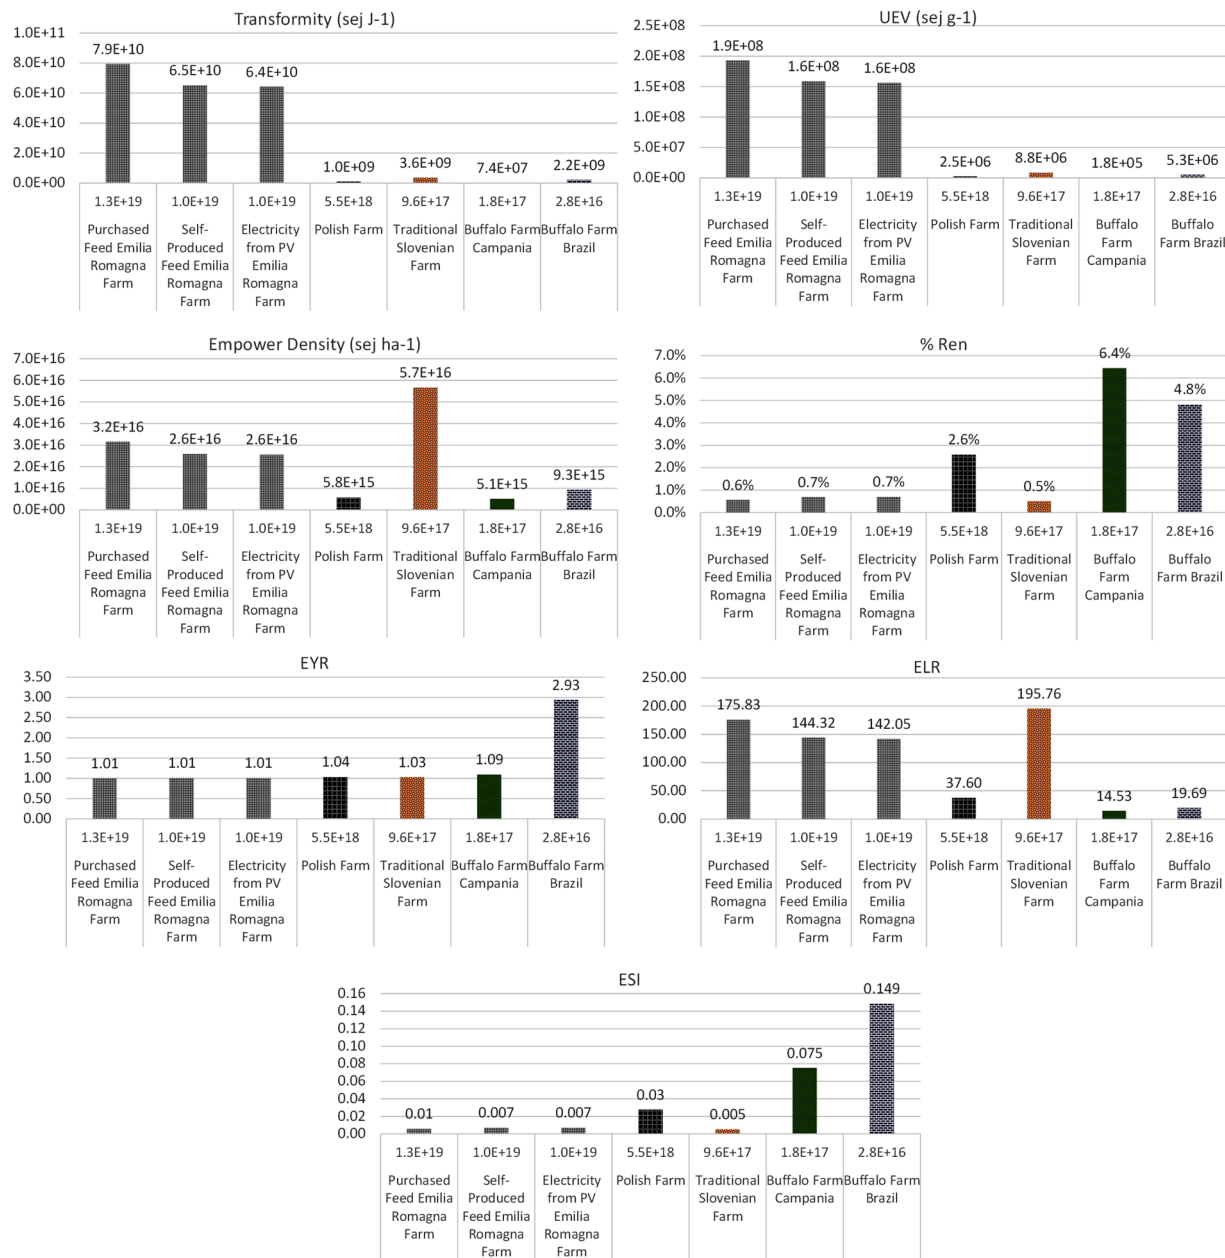 Transformity (sej J-1)
1.0E+11
8.0E+10
6.0E+10
4.0E+10
2.0E+10
0.0E+00
7.9E+10
6.5E+10
6.4E+10
1.0E+09
3.6E+09
7.4E+07
2.2E+09
1.3E+19
1.0E+19
1.0E+19
5.5E+18
9.6E+17
1.8E+17
2.8E+16
Purchased
Feed Emilia
Romagna
Farm
Self-
Produced
Feed Emilia
Romagna
Farm
Electricity
from PV
Emilia
Romagna
Farm
Polish Farm
Traditional
Slovenian
Farm
Buffalo Farm
Campania
Buffalo Farm
Brazil
UEV (sej g-1)
2.5E+08
2.0E+08
1.5E+08
1.0E+08
5.0E+07
0.0E+00
1.9E+08
1.6E+08
1.6E+08
2.5E+06
8.8E+06
1.8E+05
5.3E+06
1.3E+19
1.0E+19
1.0E+19
5.5E+18
9.6E+17
1.8E+17
2.8E+16
Purchased
Feed Emilia
Romagna
Farm
Self-
Produced
Feed Emilia
Romagna
Farm
Electricity
from PV
Emilia
Romagna
Farm
Polish Farm
Traditional
Slovenian
Farm
Buffalo
Farm
Campania
Buffalo
Farm Brazil
Empower Density (sej ha-1)
7.0E+16
6.0E+16
5.0E+16
4.0E+16
3.0E+16
2.0E+16
1.0E+16
0.0E+00
3.2E+16
2.6E+16
2.6E+16
5.8E+15
5.7E+16
5.1E+15
9.3E+15
1.3E+19
1.0E+19
1.0E+19
5.5E+18
9.6E+17
1.8E+17
2.8E+16
Purchased
Feed Emilia
Romagna
Farm
Self-
Produced
Feed Emilia
Romagna
Farm
Electricity
from PV
Emilia
Romagna
Farm
Polish Farm
Traditional
Slovenian
Farm
Buffalo Farm
Campania
Buffalo Farm
Brazil
% Ren
7.0%
6.0%
5.0%
4.0%
3.0%
2.0%
1.0%
0.0%
0.6%
0.7%
0.7%
2.6%
0.5%
6.4%
4.8%
1.3E+19
1.0E+19
1.0E+19
5.5E+18
9.6E+17
1.8E+17
2.8E+16
Purchased
Feed Emilia
Romagna
Farm
Self-
Produced
Feed Emilia
Romagna
Farm
Electricity
from PV
Emilia
Romagna
Farm
Polish Farm
Traditional
Slovenian
Farm
Buffalo
Farm
Campania
Buffalo
Farm Brazil
EYR
3.50
3.00
2.50
2.00
1.50
1.00
0.50
0.00
1.01
1.01
1.01
1.04
1.03
1.09
2.93
1.3E+19
1.0E+19
1.0E+19
5.5E+18
9.6E+17
1.8E+17
2.8E+16
Purchased
Feed Emilia
Romagna
Farm
Self-
Produced
Feed Emilia
Romagna
Farm
Electricity
from PV
Emilia
Romagna
Farm
Polish Farm
Traditional
Slovenian
Farm
Buffalo Farm
Campania
Buffalo Farm
Brazil
ELR
250.00
200.00
150.00
100.00
50.00
0.00
175.83
144.32
142.05
37.60
195.76
14.53
19.69
1.3E+19
1.0E+19
1.0E+19
5.5E+18
9.6E+17
1.8E+17
2.8E+16
Purchased
Feed Emilia
Romagna
Farm
Self-
Produced
Feed Emilia
Romagna
Farm
Electricity
from PV
Emilia
Romagna
Farm
Polish Farm
Traditional
Slovenian
Farm
Buffalo
Farm
Campania
Buffalo
Farm Brazil
ESI
0.16
0.14
0.12
0.10
0.08
0.06
0.04
0.02
0.00
0.01
0.007
0.007
0.03
0.005
0.075
0.149
1.3E+19
1.0E+19
1.0E+19
5.5E+18
9.6E+17
1.8E+17
2.8E+16
Purchased
Feed Emilia
Romagna
Farm
Self-
Produced
Feed Emilia
Romagna
Farm
Electricity
from PV
Emilia
Romagna
Farm
Polish Farm
Traditional
Slovenian
Farm
Buffalo Farm
Campania
Buffalo Farm
Brazil